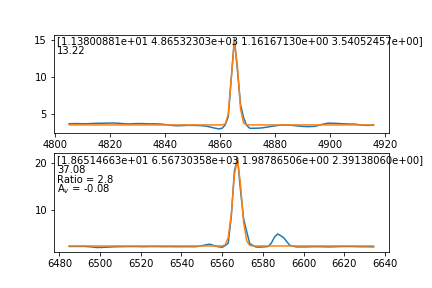 [1.13800881e+01 4.86532303e+03 1.16167130e+00 3.54052457e+00]
13.22
15
10
5
4800 4820 4840 4860 4880 4900 4920
[1.86514663e+01 6.56730358e+03 1.98786506e+00 2.39138060e+00]
37.08
Ratio = 2.8
Aᵥ = -0.08
20
10
6480 6500 6520 6540 6560 6580 6600 6620 6640